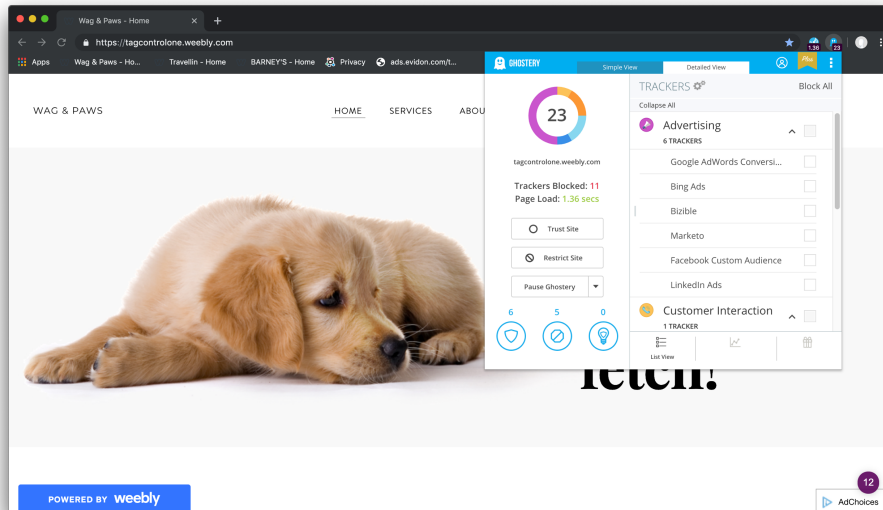 Wag & Paws - Home
https://tagcontrolone.weebly.com
1.36
23
Apps
Wag & Paws - Ho...
Travellin - Home
BARNEY'S - Home
Privacy
ads.evidon.com/t...
WAG & PAWS
HOME
SERVICES
ABOU
GHOSTERY
Simple View
Detailed View
Plus
23
tagcontrolone.weebly.com
Trackers Blocked: 11
Page Load: 1.36 secs
Trust Site
Restrict Site
Pause Ghostery
6
5
0
TRACKERS
Block All
Collapse All
Advertising
6 TRACKERS
Google AdWords Conversi...
Bing Ads
Bizible
Marketo
Facebook Custom Audience
LinkedIn Ads
Customer Interaction
1 TRACKER
List View
fetch!
POWERED BY weebly
12
AdChoices